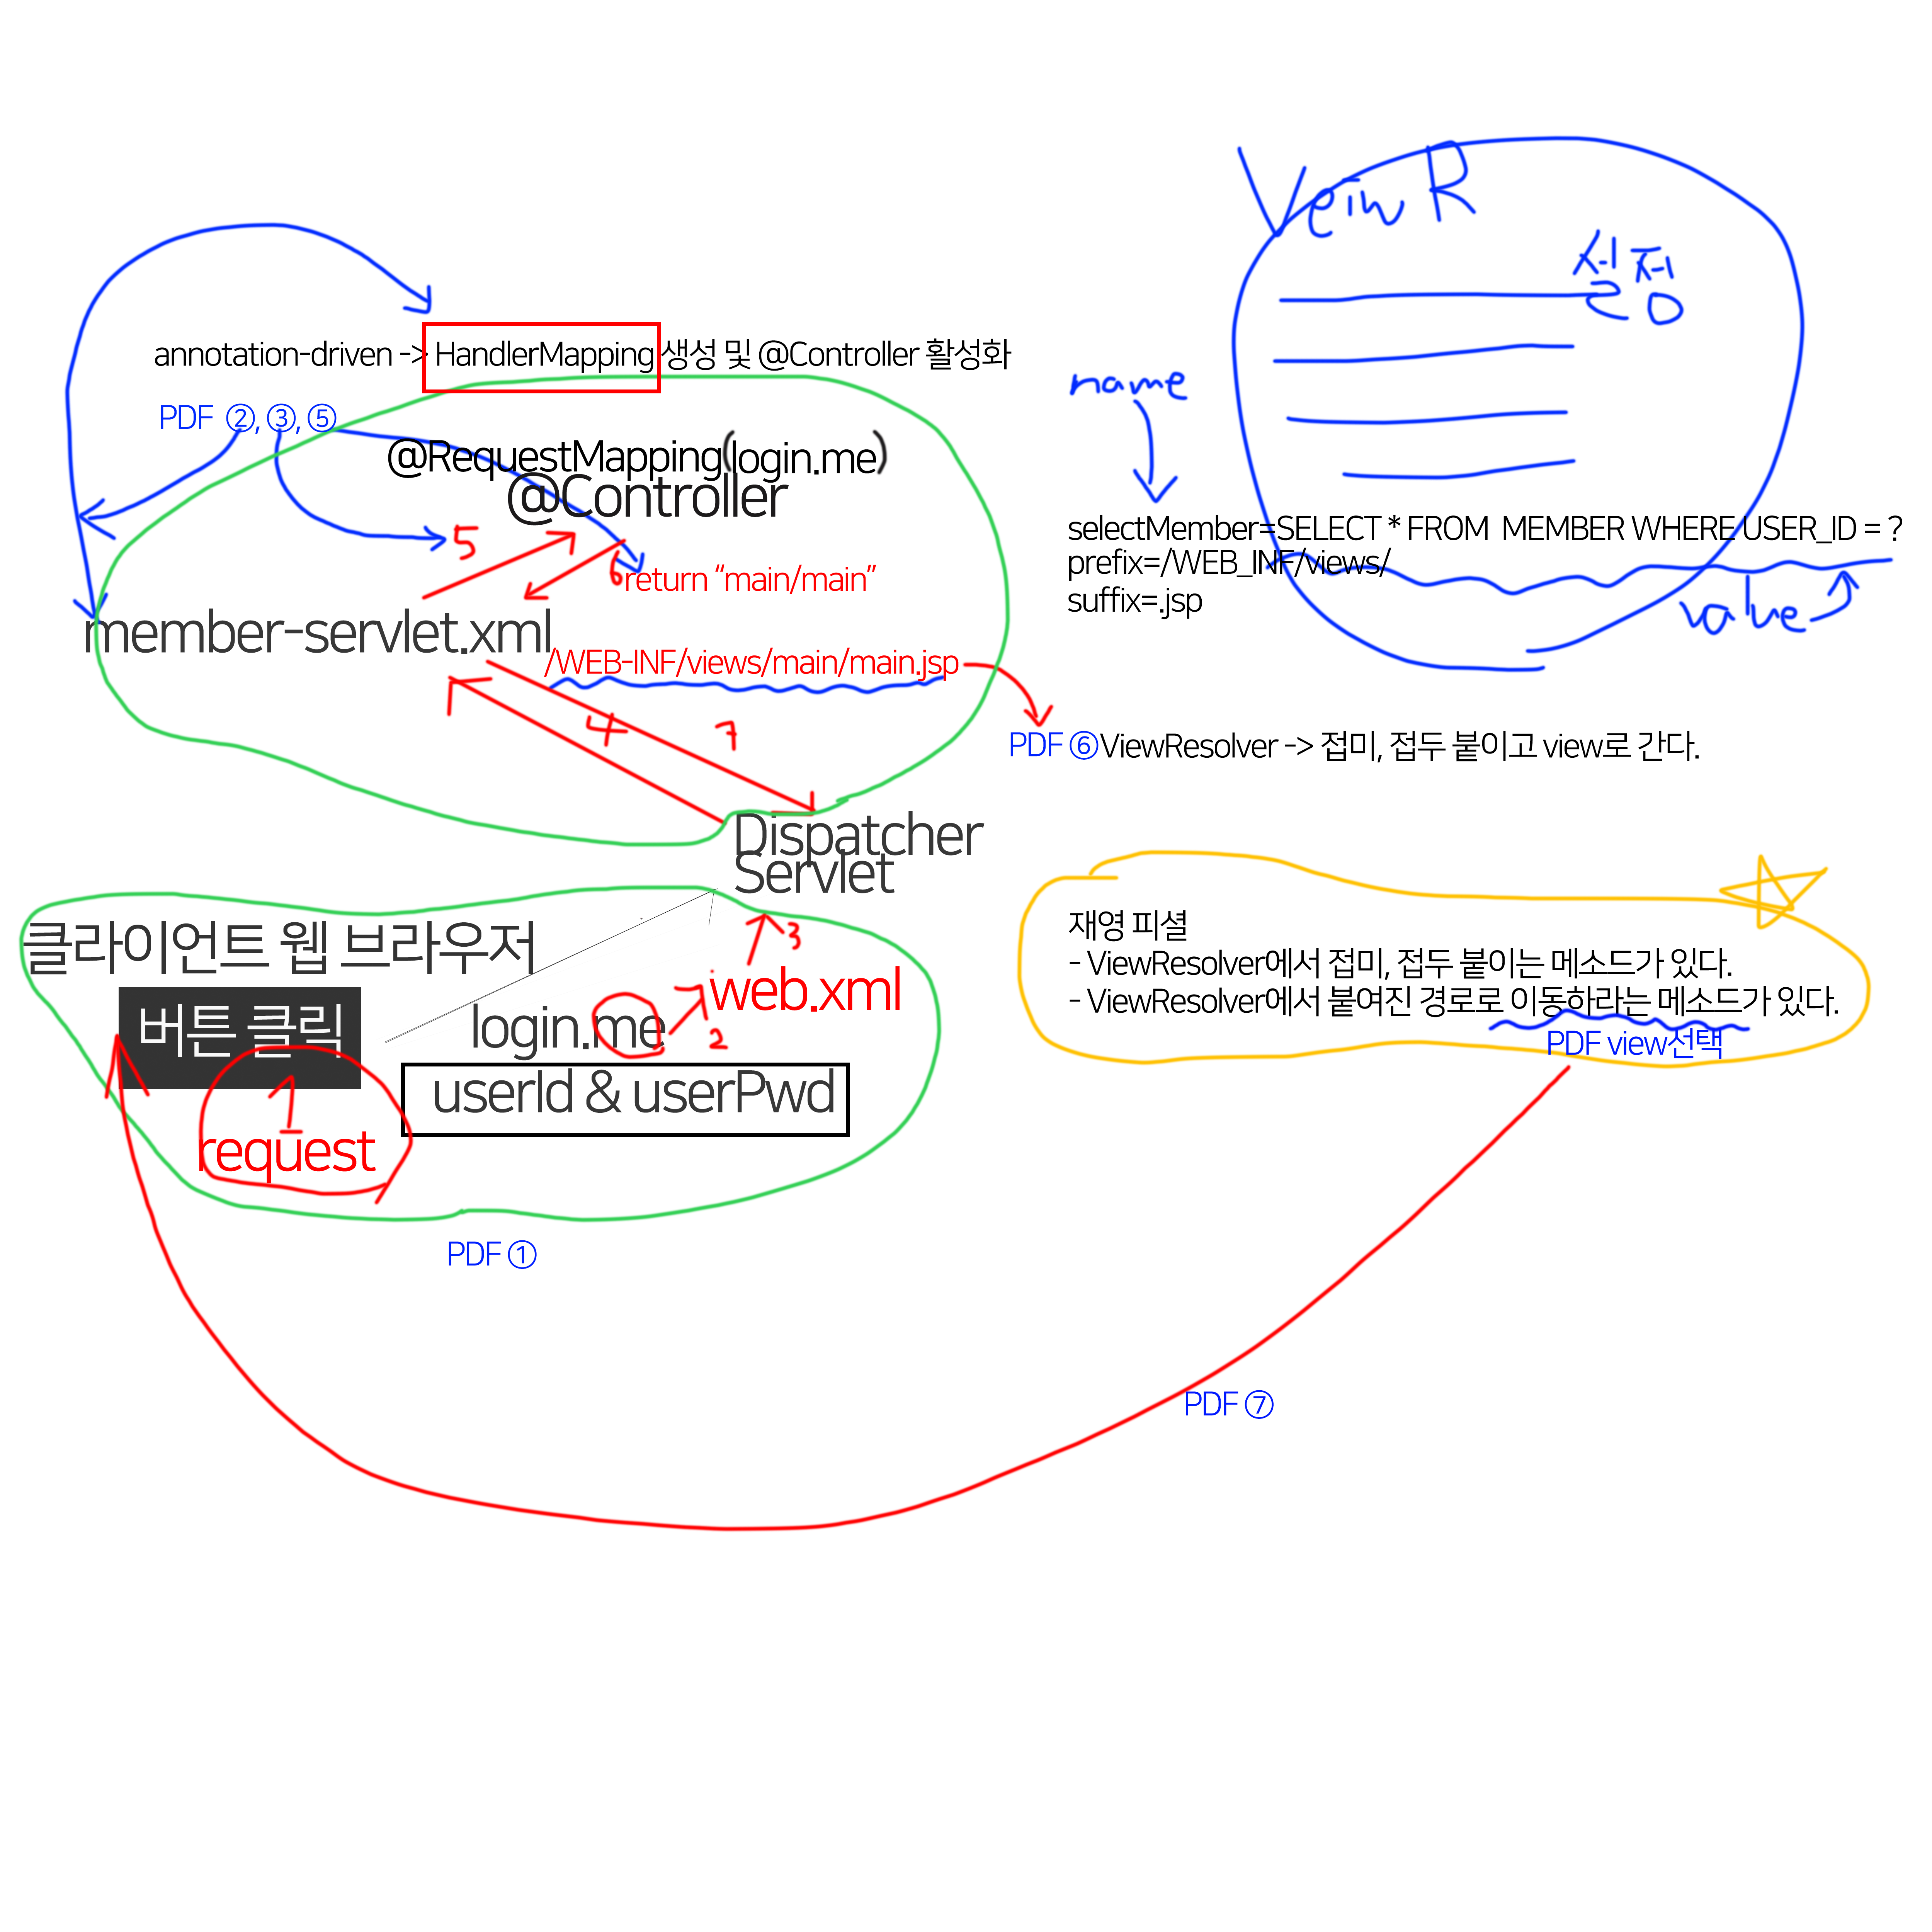 Veiw R
설정
ㄹㅇ
annotation-driven -> HandlerMapping 생성 및 @Controller 활성화
name
PDF ②, ③, ⑤
@RequestMapping(login.me)
@Controller
5
6
return “main/main”
selectMember=SELECT * FROM MEMBER WHERE USER_ID = ?
prefix=/WEB_INF/views/
suffix=.jsp
value
member-servlet.xml
/WEB-INF/views/main/main.jsp
4
7
PDF ⑥ViewResolver -> 접미, 접두 붙이고 view로 간다.
Dispatcher
Servlet
클라이언트 웹 브라우저
3
web.xml
버튼 클릭
login.me
2
userId & userPwd
1
request
PDF ①
재영 피셜
- ViewResolver에서 접미, 접두 붙이는 메소드가 있다.
- ViewResolver에서 붙여진 경로로 이동하라는 메소드가 있다.
PDF view선택
PDF ⑦